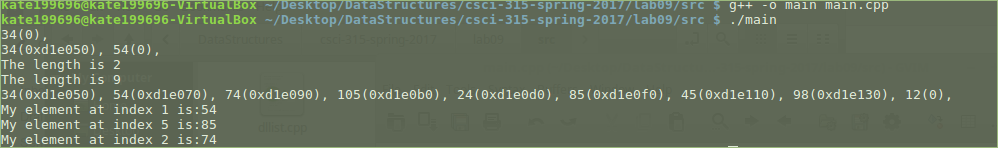 kate199696@kate199696-VirtualBox ~/Desktop/DataStructures/csci-315-spring-2017/lab09/src $ g++ -o main main.cpp
kate199696@kate199696-VirtualBox ~/Desktop/DataStructures/csci-315-spring-2017/lab09/src $ ./main
34(0),
34(0xd1e050), 54(0),
The length is 2
The length is 9
34(0xd1e050), 54(0xd1e070), 74(0xd1e090), 105(0xd1e0b0), 24(0xd1e0d0), 85(0xd1e0f0), 45(0xd1e110), 98(0xd1e130), 12(0),
My element at index 1 is:54
My element at index 5 is:85
My element at index 2 is:74